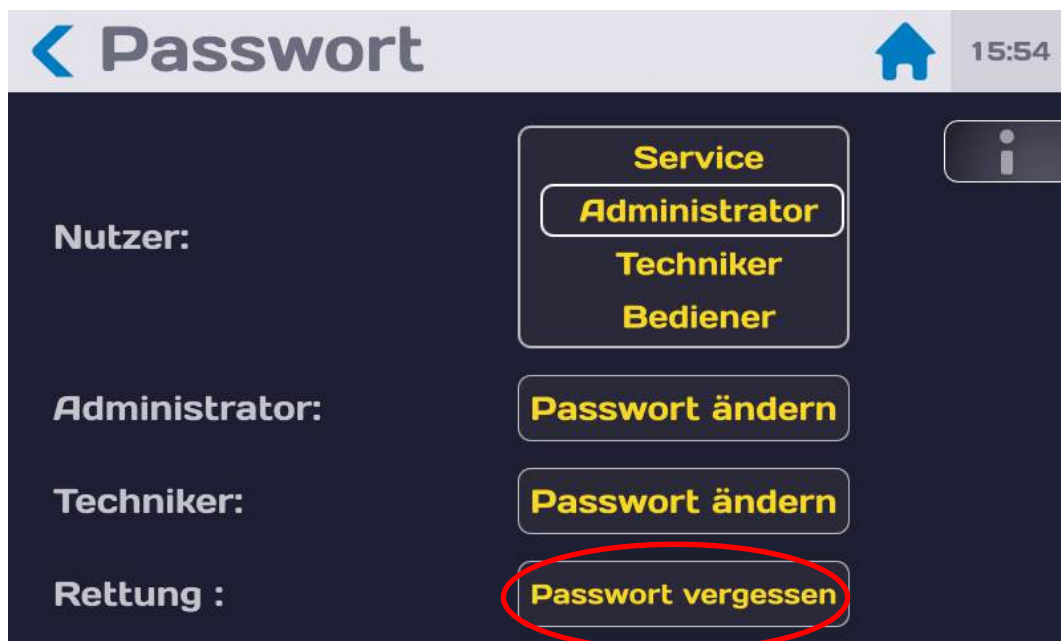 Passwort
15:54
Service
Administrator
Nutzer:
Techniker
Bediener
Administrator: Passwort ändern
Techniker: Passwort ändern
Rettung : Passwort vergessen